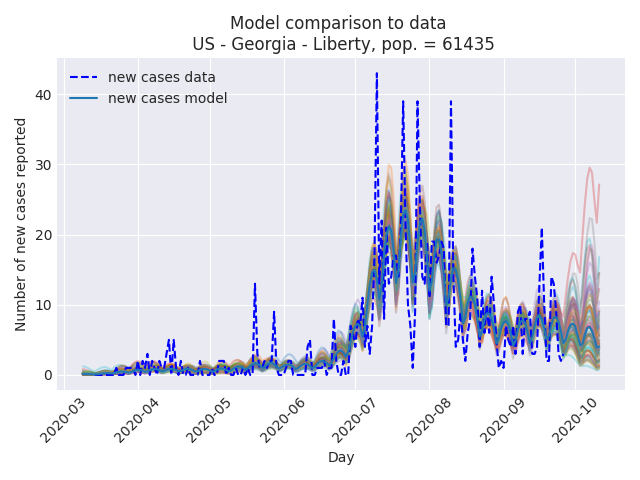 Model comparison to data
US - Georgia - Liberty, pop. = 61435
new cases data
new cases model
Number of new cases reported
40
30
20
10
0
2020-03
2020-04
2020-05
2020-06
2020-07
2020-08
2020-09
2020-10
Day